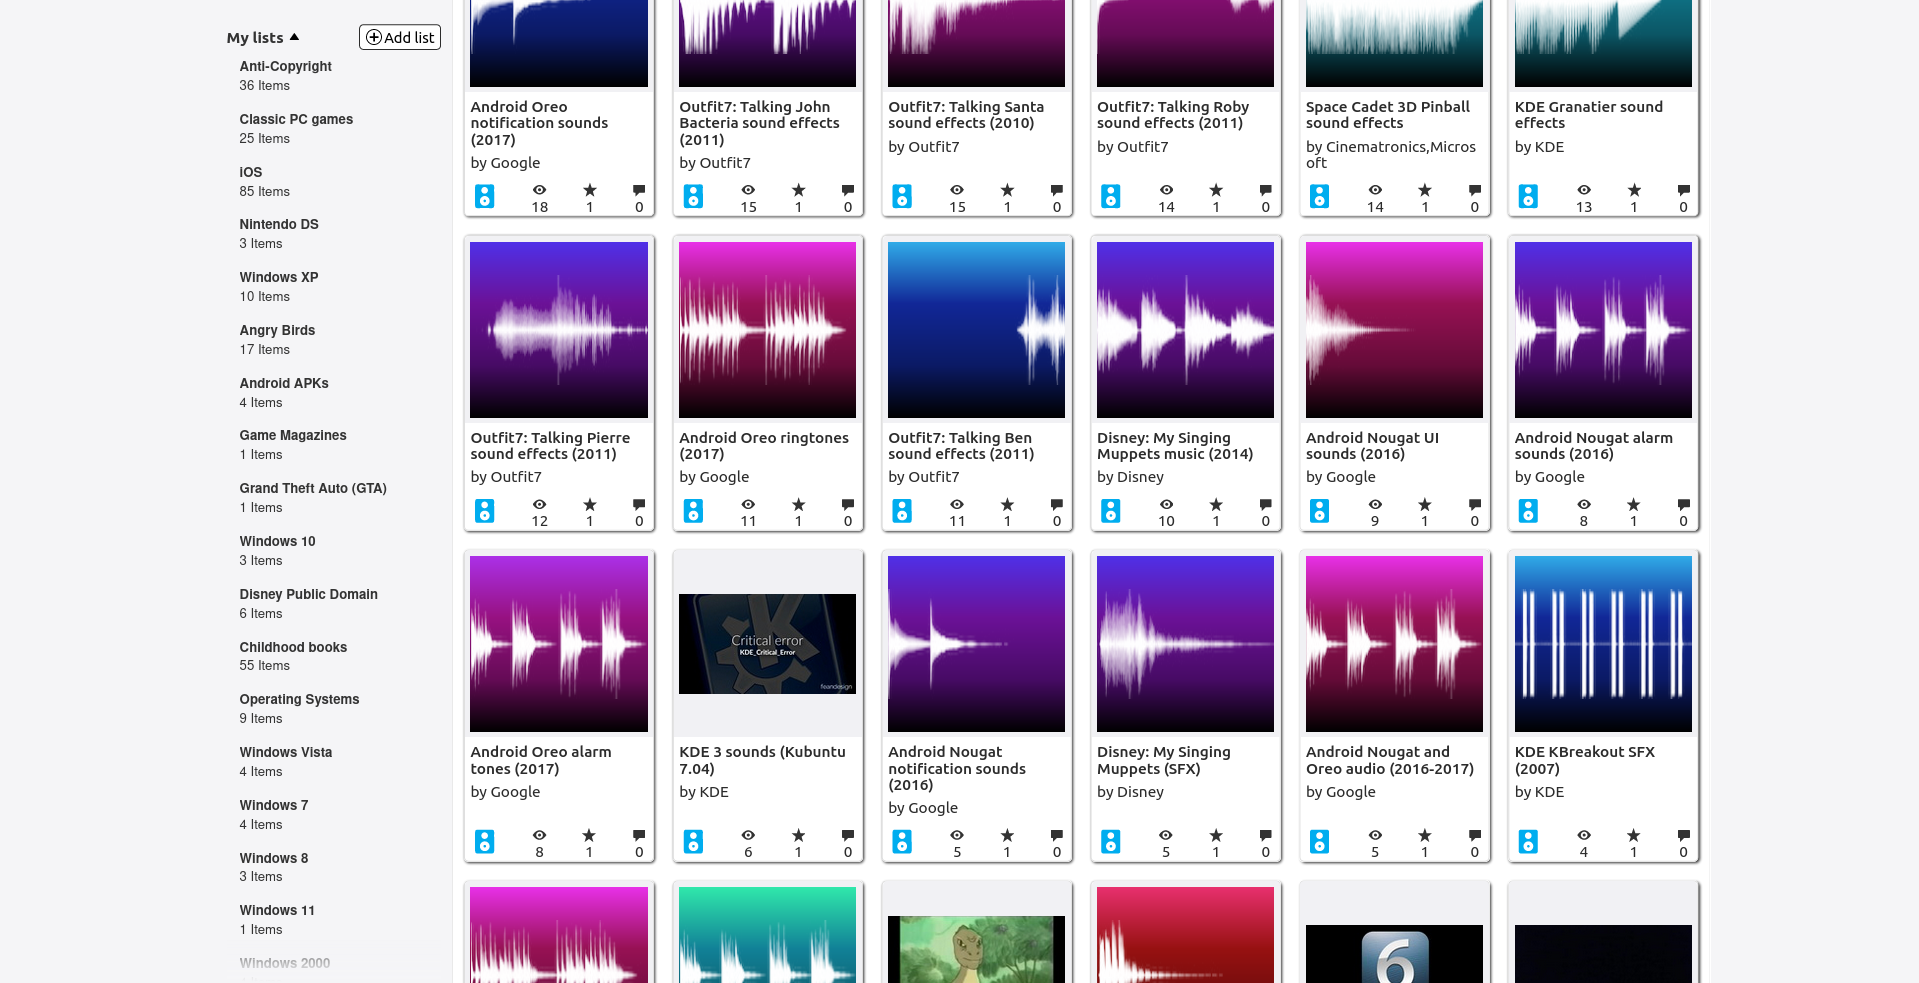 My lists
Add list
Anti-Copyright
36 Items
Classic PC games
25 Items
iOS
85 Items
Nintendo DS
3 Items
Windows XP
10 Items
Angry Birds
17 Items
Android APKs
4 Items
Game Magazines
1 Items
Grand Theft Auto (GTA)
1 Items
Windows 10
3 Items
Disney Public Domain
6 Items
Childhood books
55 Items
Operating Systems
9 Items
Windows Vista
4 Items
Windows 7
4 Items
Windows 8
3 Items
Windows 11
1 Items
Windows 2000
Android Oreo
notification sounds
(2017)
by Google
18 1 0
Outfit7: Talking John
Bacteria sound effects
(2011)
by Outfit7
15 1 0
Outfit7: Talking Santa
sound effects (2010)
by Outfit7
15 1 0
Outfit7: Talking Roby
sound effects (2011)
by Outfit7
14 1 0
Space Cadet 3D Pinball
sound effects
by Cinematronics,Micros
oft
14 1 0
KDE Granatier sound
effects
by KDE
13 1 0
Outfit7: Talking Pierre
sound effects (2011)
by Outfit7
12 1 0
Android Oreo ringtones
(2017)
by Google
11 1 0
Outfit7: Talking Ben
sound effects (2011)
by Outfit7
11 1 0
Disney: My Singing
Muppets music (2014)
by Disney
10 1 0
Android Nougat UI
sounds (2016)
by Google
9 1 0
Android Nougat alarm
sounds (2016)
by Google
8 1 0
Android Oreo alarm
tones (2017)
by Google
8 1 0
Critical error
KDE_Critical_Error
fleandesign
KDE 3 sounds (Kubuntu
7.04)
by KDE
6 1 0
Android Nougat
notification sounds
(2016)
by Google
5 1 0
Disney: My Singing
Muppets (SFX)
by Disney
5 1 0
Android Nougat and
Oreo audio (2016-2017)
by Google
5 1 0
KDE KBreakout SFX
(2007)
by KDE
4 1 0
6